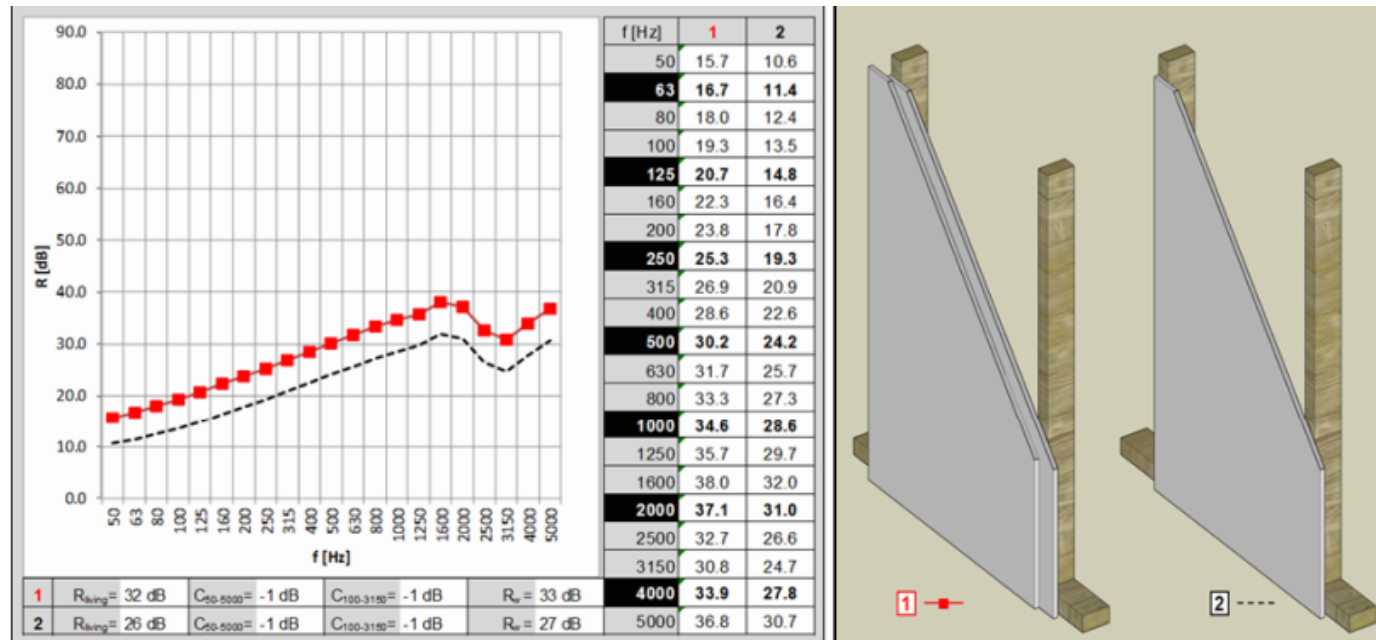 90.0
80.0
70.0
60.0
50.0
40.0
30.0
20.0
10.0
0.0
R [dB]
50 63 80 100 125 160 200 250 315 400 500 630 800 1000 1250 1600 2000 2500 3150 4000 5000
f [Hz]
f [Hz] 1 2
50 15.7 10.6
63 16.7 11.4
80 18.0 12.4
100 19.3 13.5
125 20.7 14.8
160 22.3 16.4
200 23.8 17.8
250 25.3 19.3
315 26.9 20.9
400 28.6 22.6
500 30.2 24.2
630 31.7 25.7
800 33.3 27.3
1000 34.6 28.6
1250 35.7 29.7
1600 38.0 32.0
2000 37.1 31.0
2500 32.7 26.6
3150 30.8 24.7
4000 33.9 27.8
5000 36.8 30.7
1 Rliving= 32 dB C50-5000= -1 dB C100-3150= -1 dB Rw = 33 dB
2 Rliving= 26 dB C50-5000= -1 dB C100-3150= -1 dB Rw = 27 dB
1
2